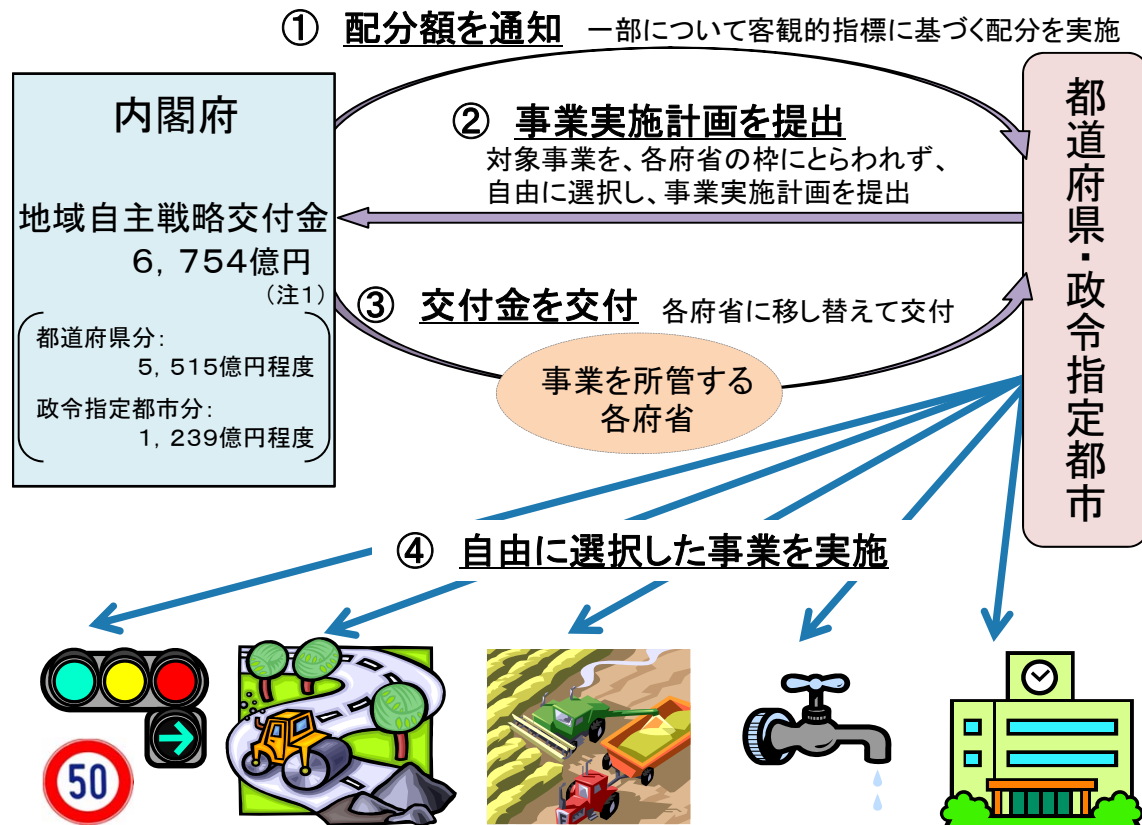 ① 配分額を通知 一部について客観的指標に基づく配分を実施
内閣府
地域自主戦略交付金
6,754億円
(注1)
都道府県分:
5,515億円程度
政令指定都市分:
1,239億円程度
② 事業実施計画を提出
対象事業を、各府省の枠にとらわれず、
自由に選択し、事業実施計画を提出
③ 交付金を交付 各府省に移し替えて交付
事業を所管する
各府省
都道府県・政令指定都市
④ 自由に選択した事業を実施
50